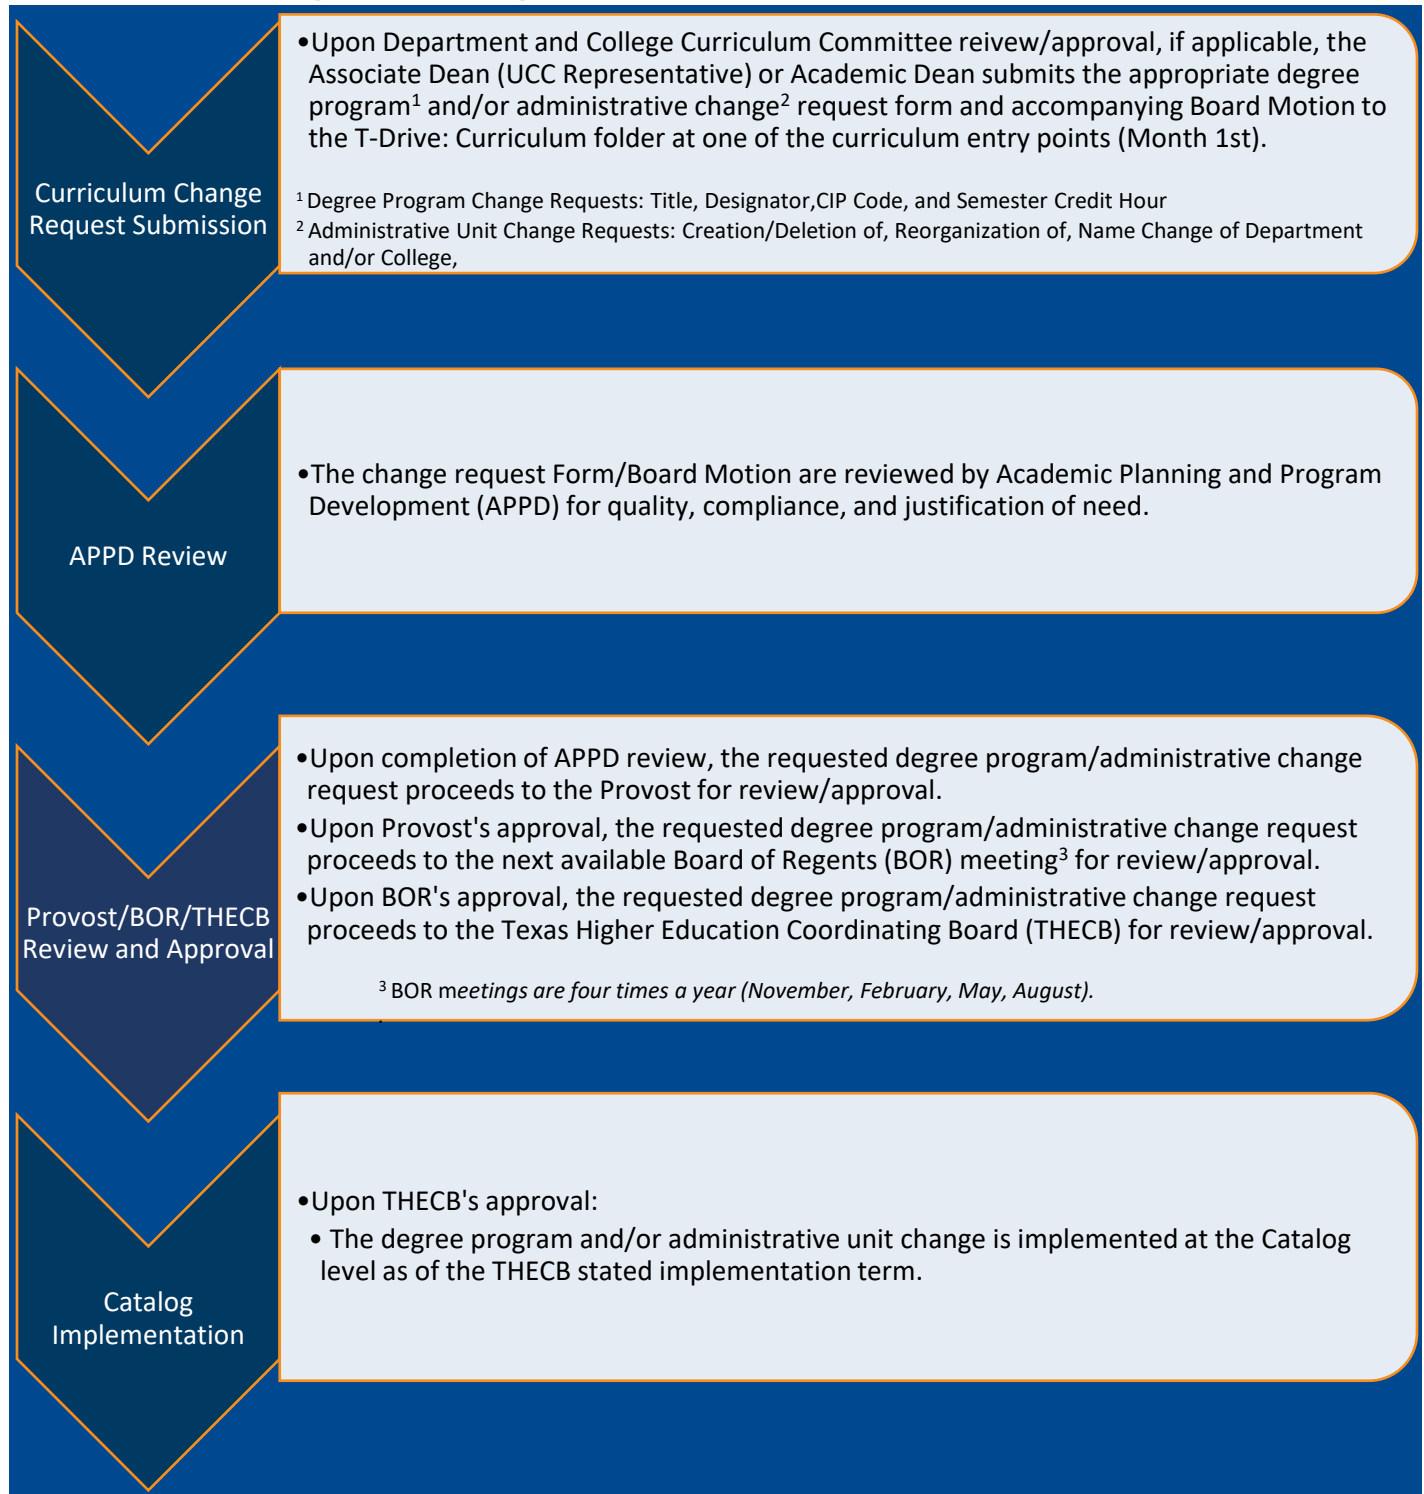 •Upon Department and College Curriculum Committee reivew/approval, if applicable, the
Associate Dean (UCC Representative) or Academic Dean submits the appropriate degree
program¹ and/or administrative change² request form and accompanying Board Motion to
the T-Drive: Curriculum folder at one of the curriculum entry points (Month 1st).
¹ Degree Program Change Requests: Title, Designator,CIP Code, and Semester Credit Hour
² Administrative Unit Change Requests: Creation/Deletion of, Reorganization of, Name Change of Department
and/or College,
Curriculum Change
Request Submission
•The change request Form/Board Motion are reviewed by Academic Planning and Program
Development (APPD) for quality, compliance, and justification of need.
APPD Review
•Upon completion of APPD review, the requested degree program/administrative change
request proceeds to the Provost for review/approval.
•Upon Provost's approval, the requested degree program/administrative change request
proceeds to the next available Board of Regents (BOR) meeting³ for review/approval.
•Upon BOR's approval, the requested degree program/administrative change request
proceeds to the Texas Higher Education Coordinating Board (THECB) for review/approval.
³ BOR meetings are four times a year (November, February, May, August).
Provost/BOR/THECB
Review and Approval
•Upon THECB's approval:
• The degree program and/or administrative unit change is implemented at the Catalog
level as of the THECB stated implementation term.
Catalog
Implementation